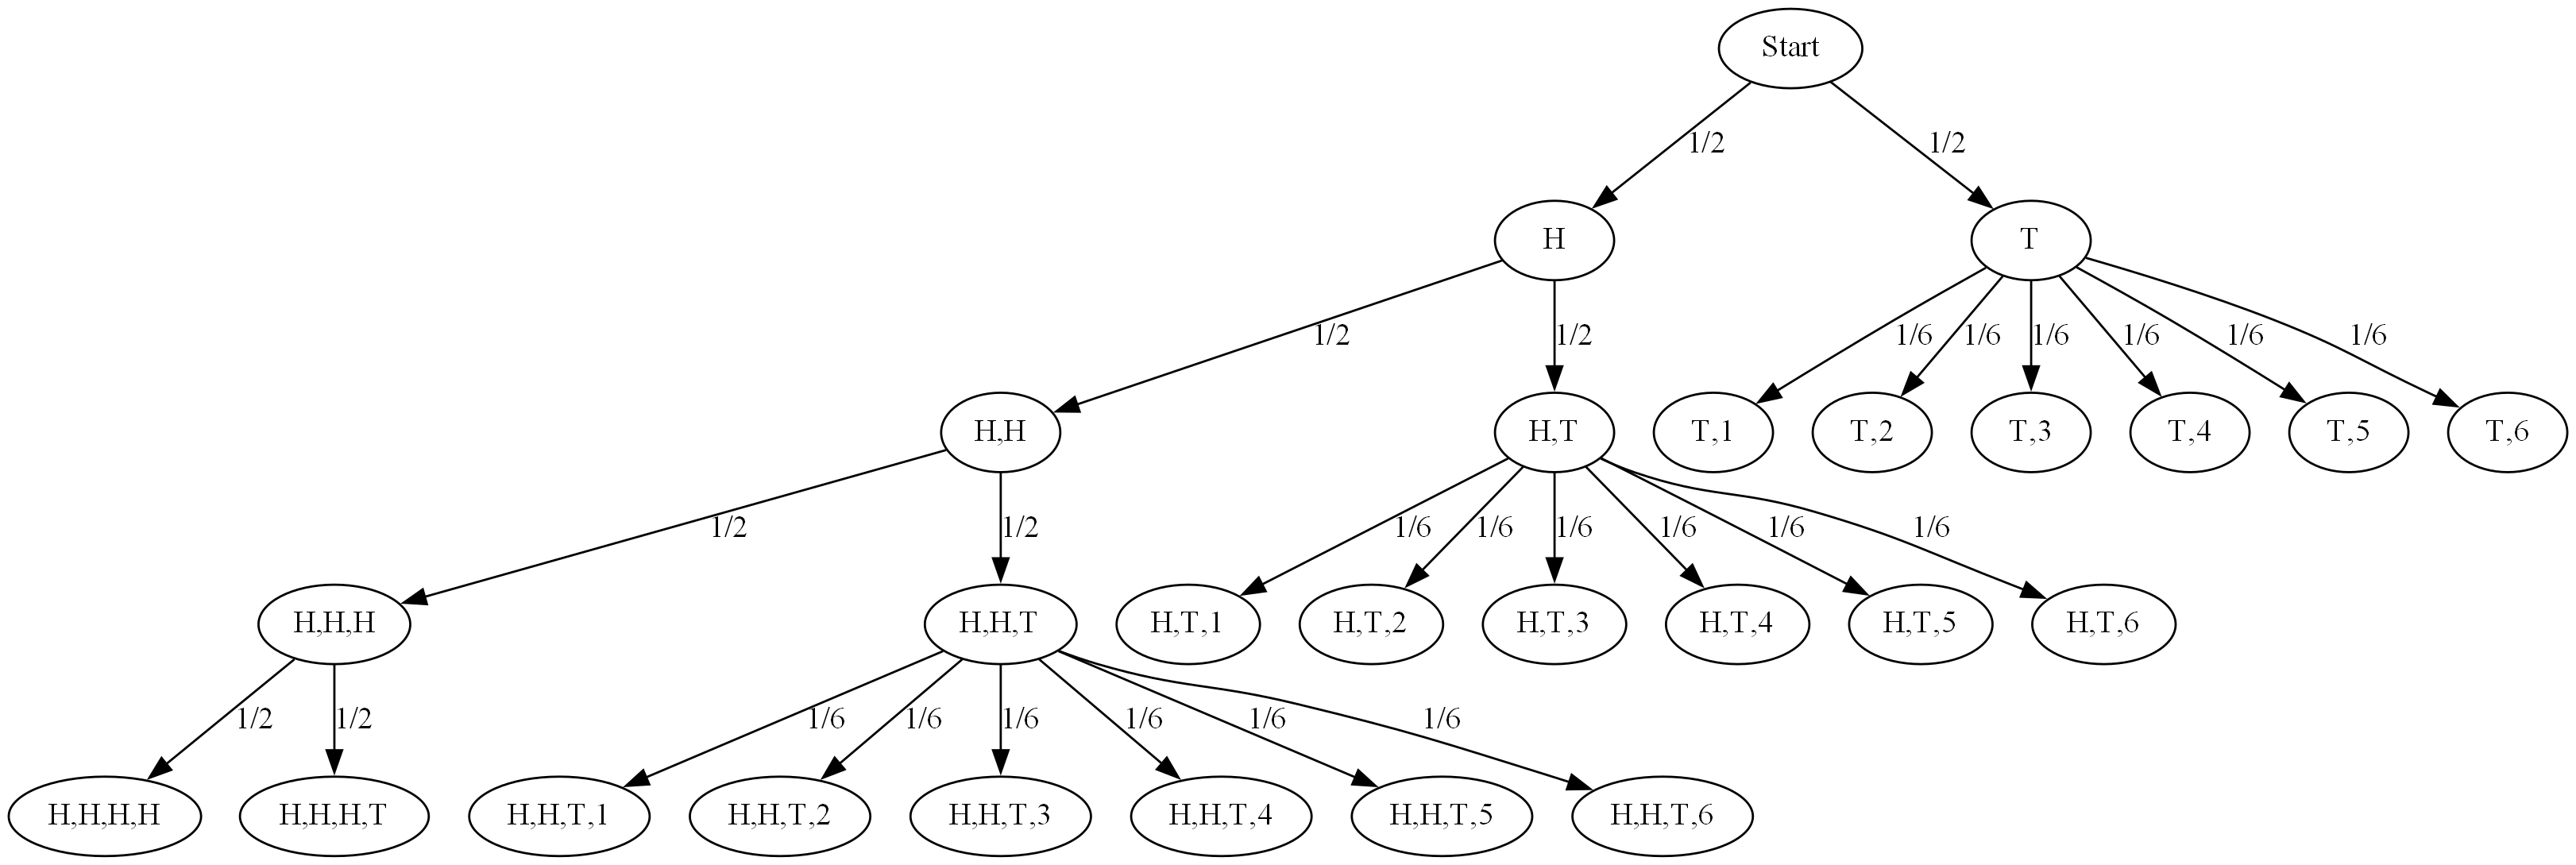 Start
1/2 1/2
H T
1/2 1/2 1/6 1/6 1/6 1/6 1/6 1/6
H,H H,T T,1 T,2 T,3 T,4 T,5 T,6
1/2 1/2 1/6 1/6 1/6 1/6 1/6 1/6
H,H,H H,H,T H,T,1 H,T,2 H,T,3 H,T,4 H,T,5 H,T,6
1/2 1/2 1/6 1/6 1/6 1/6 1/6 1/6
H,H,H,H H,H,H,T H,H,T,1 H,H,T,2 H,H,T,3 H,H,T,4 H,H,T,5 H,H,T,6